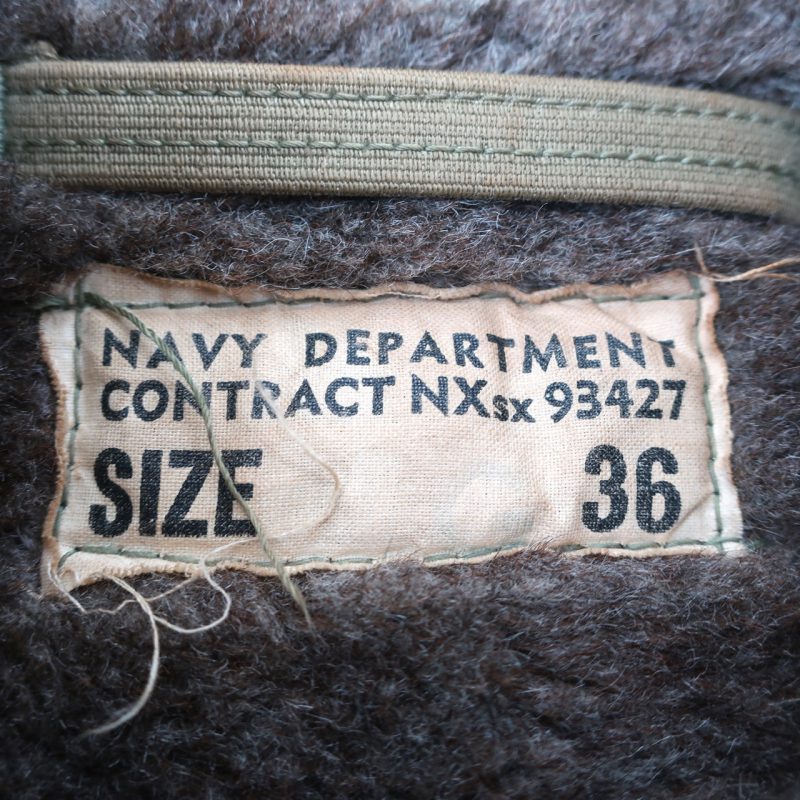 NAVY DEPARTMENT
CONTRACT NXsx 93427
SIZE 36